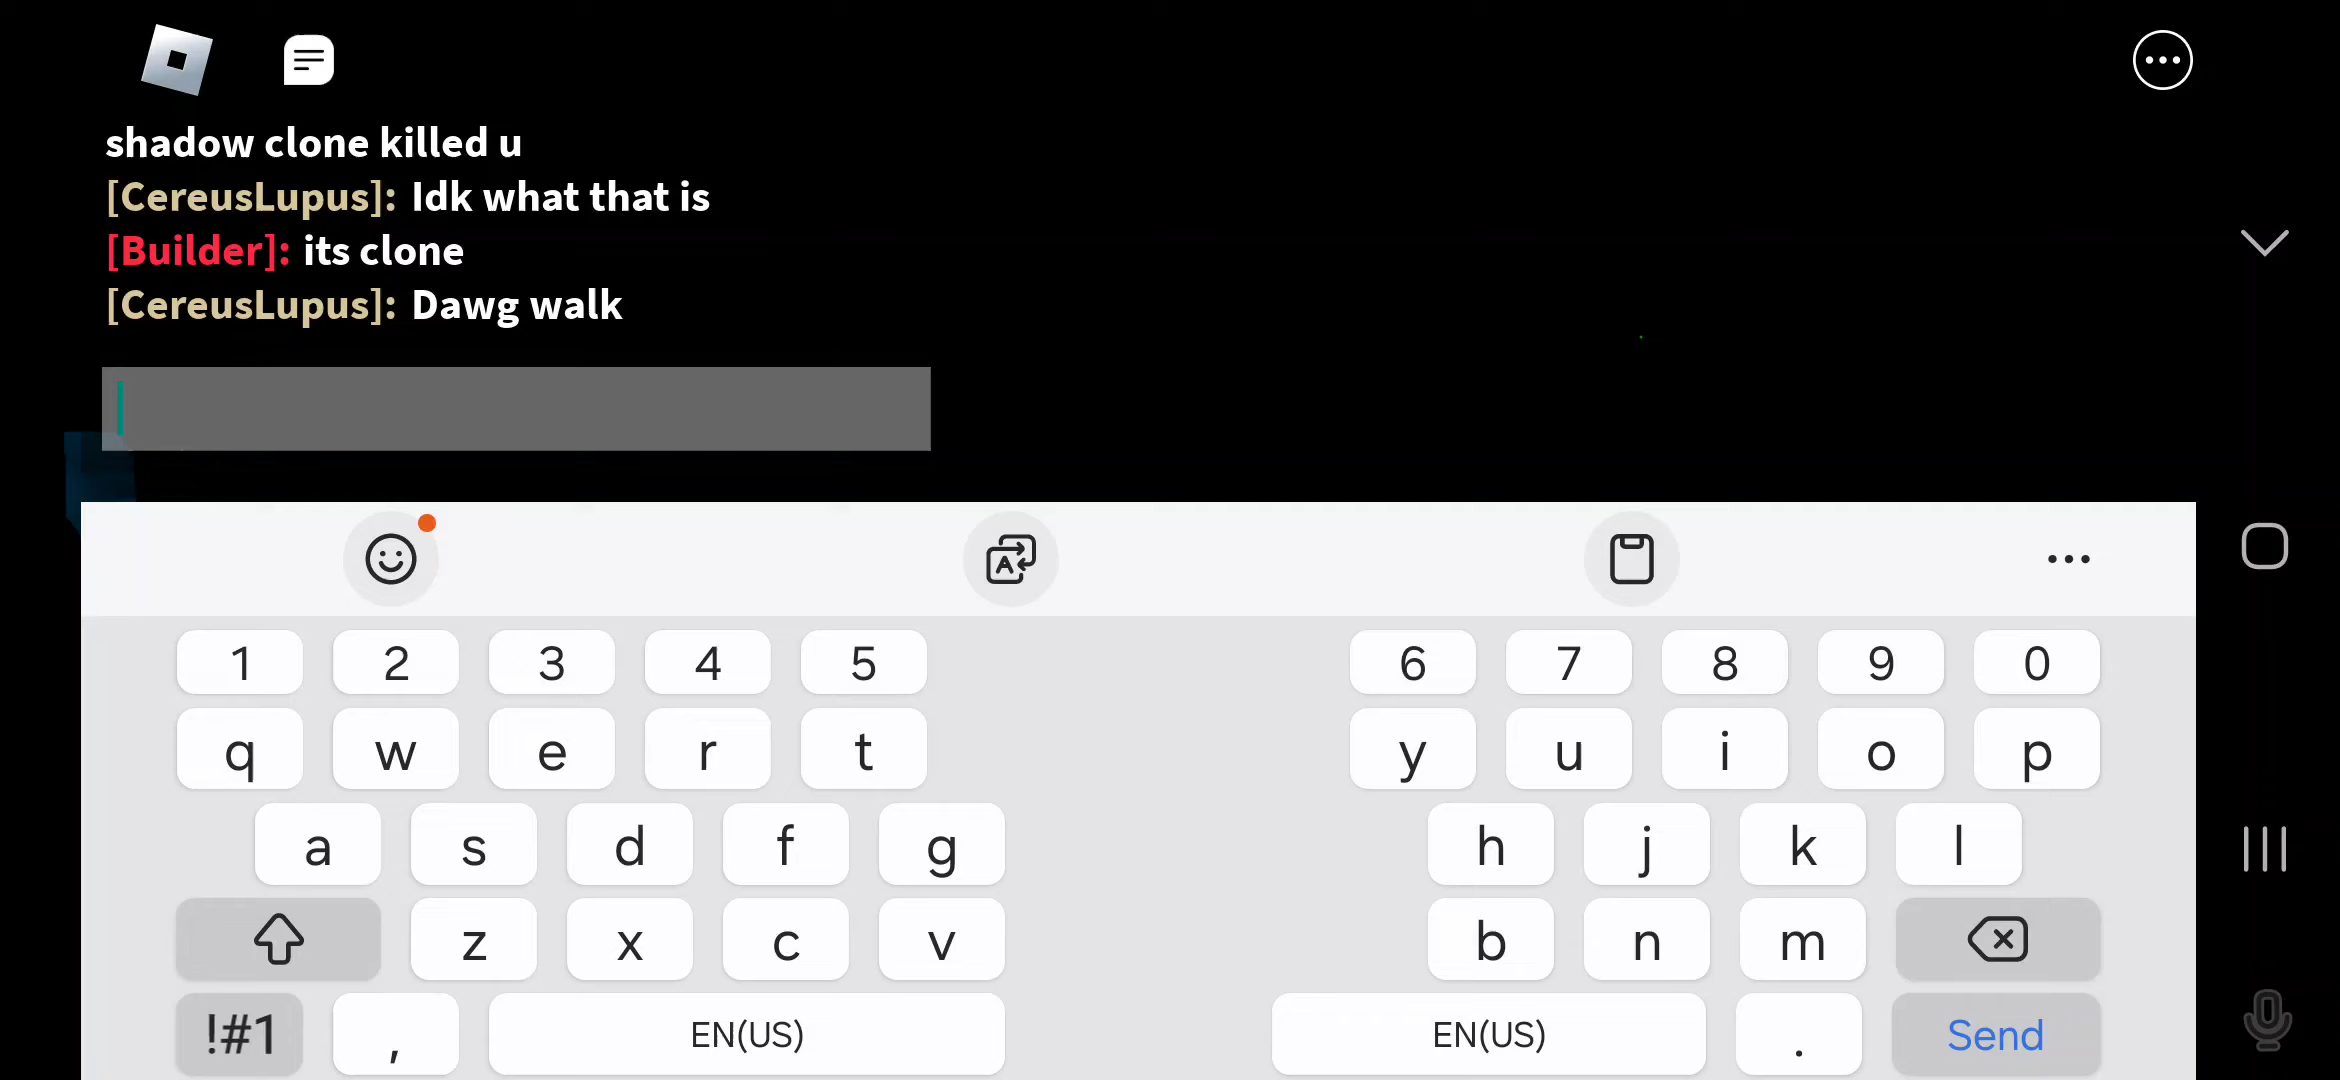 shadow clone killed u
[CereusLupus]: Idk what that is
[Builder]: its clone
[CereusLupus]: Dawg walk
1 2 3 4 5 6 7 8 9 0
q w e r t y u i o p
a s d f g h j k l
z x c v b n m
!#1 , EN(US) EN(US) . Send